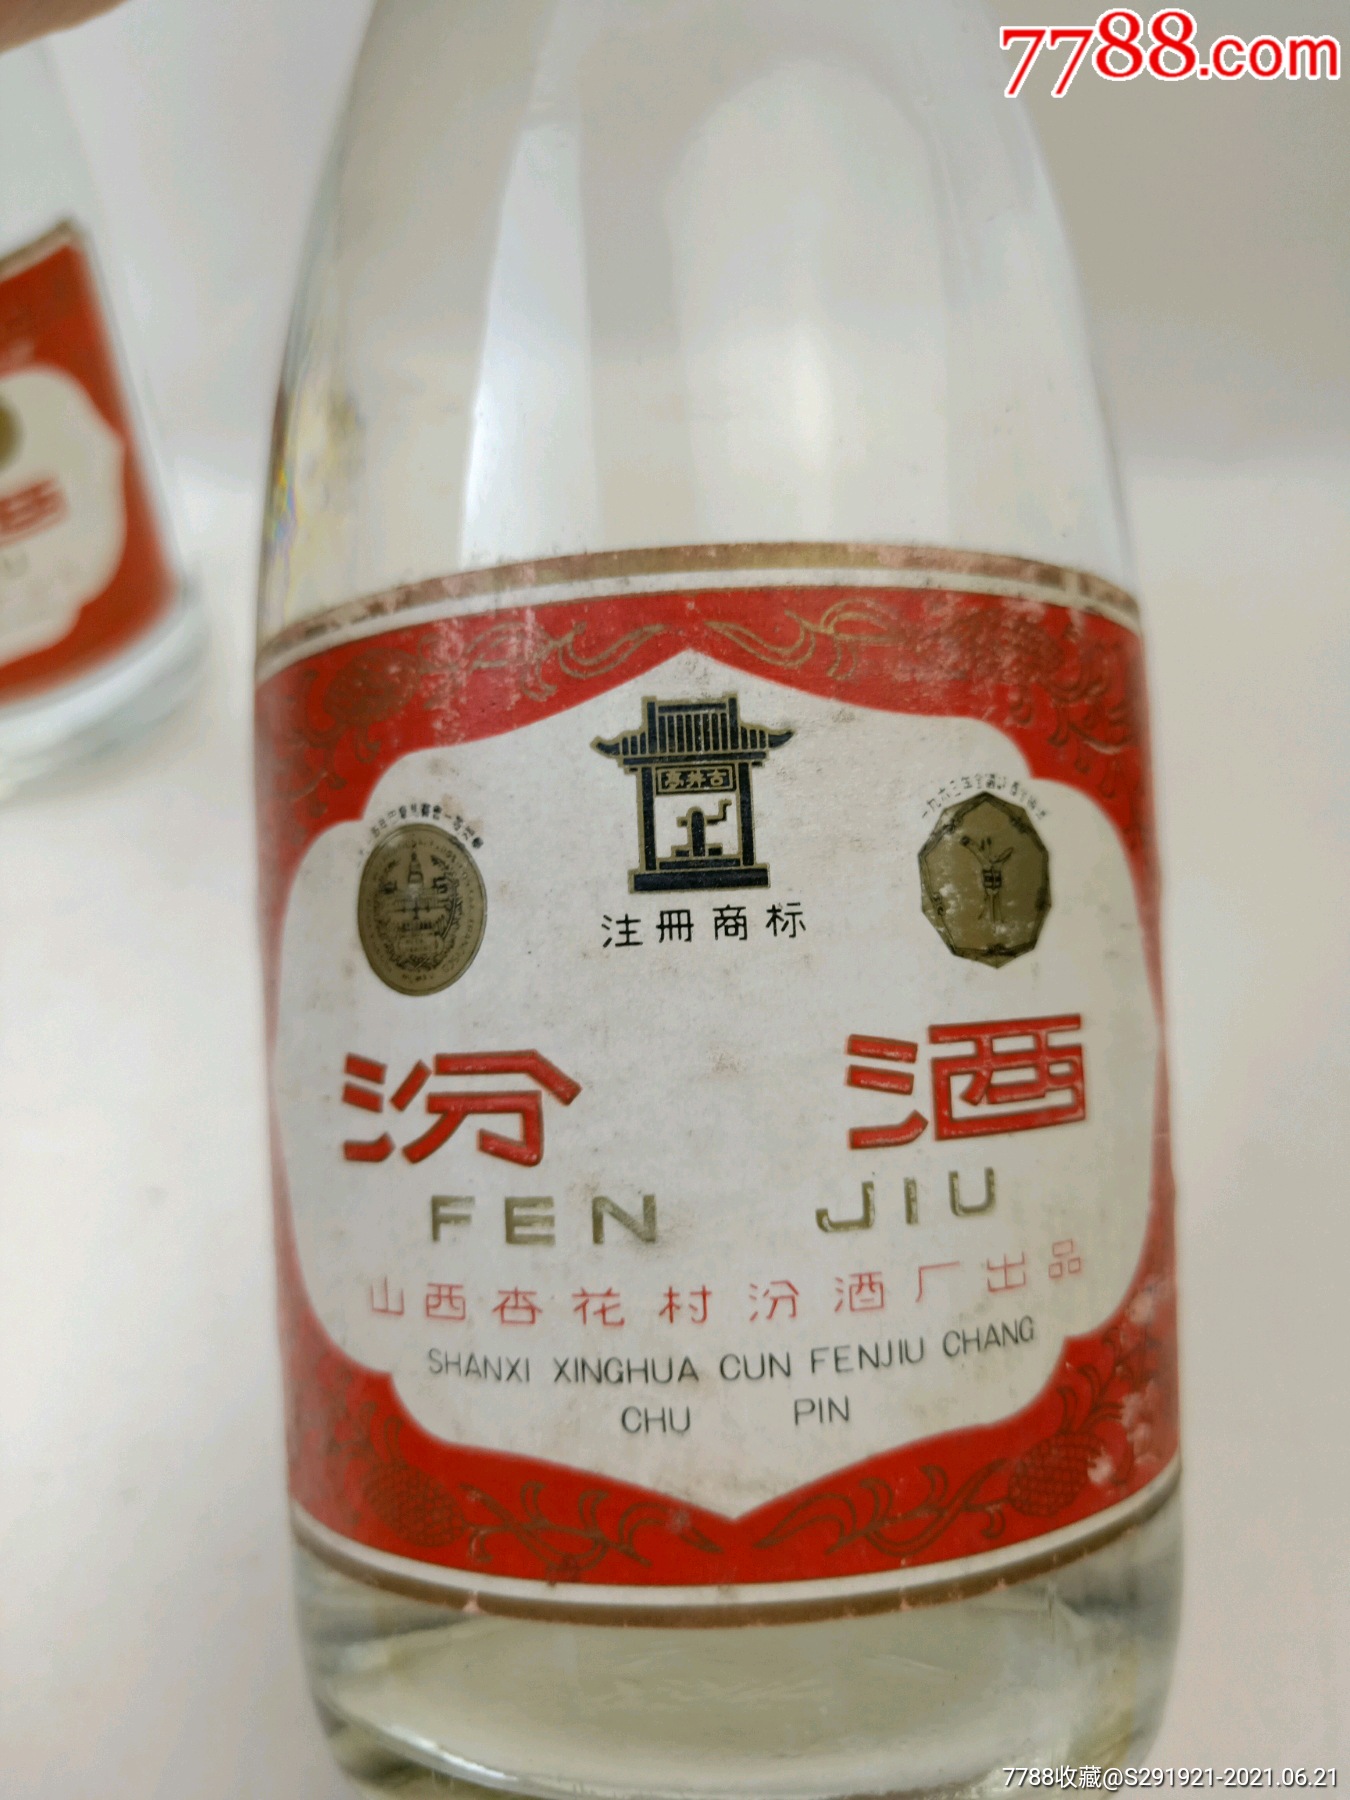 7788.com
古井亭
注冊商标
汾酒
FEN JIU
山西杏花村汾酒厂出品
SHANXI XINGHUA CUN FENJIU CHANG
CHU PIN
7788收藏@S291921-2021.06.21